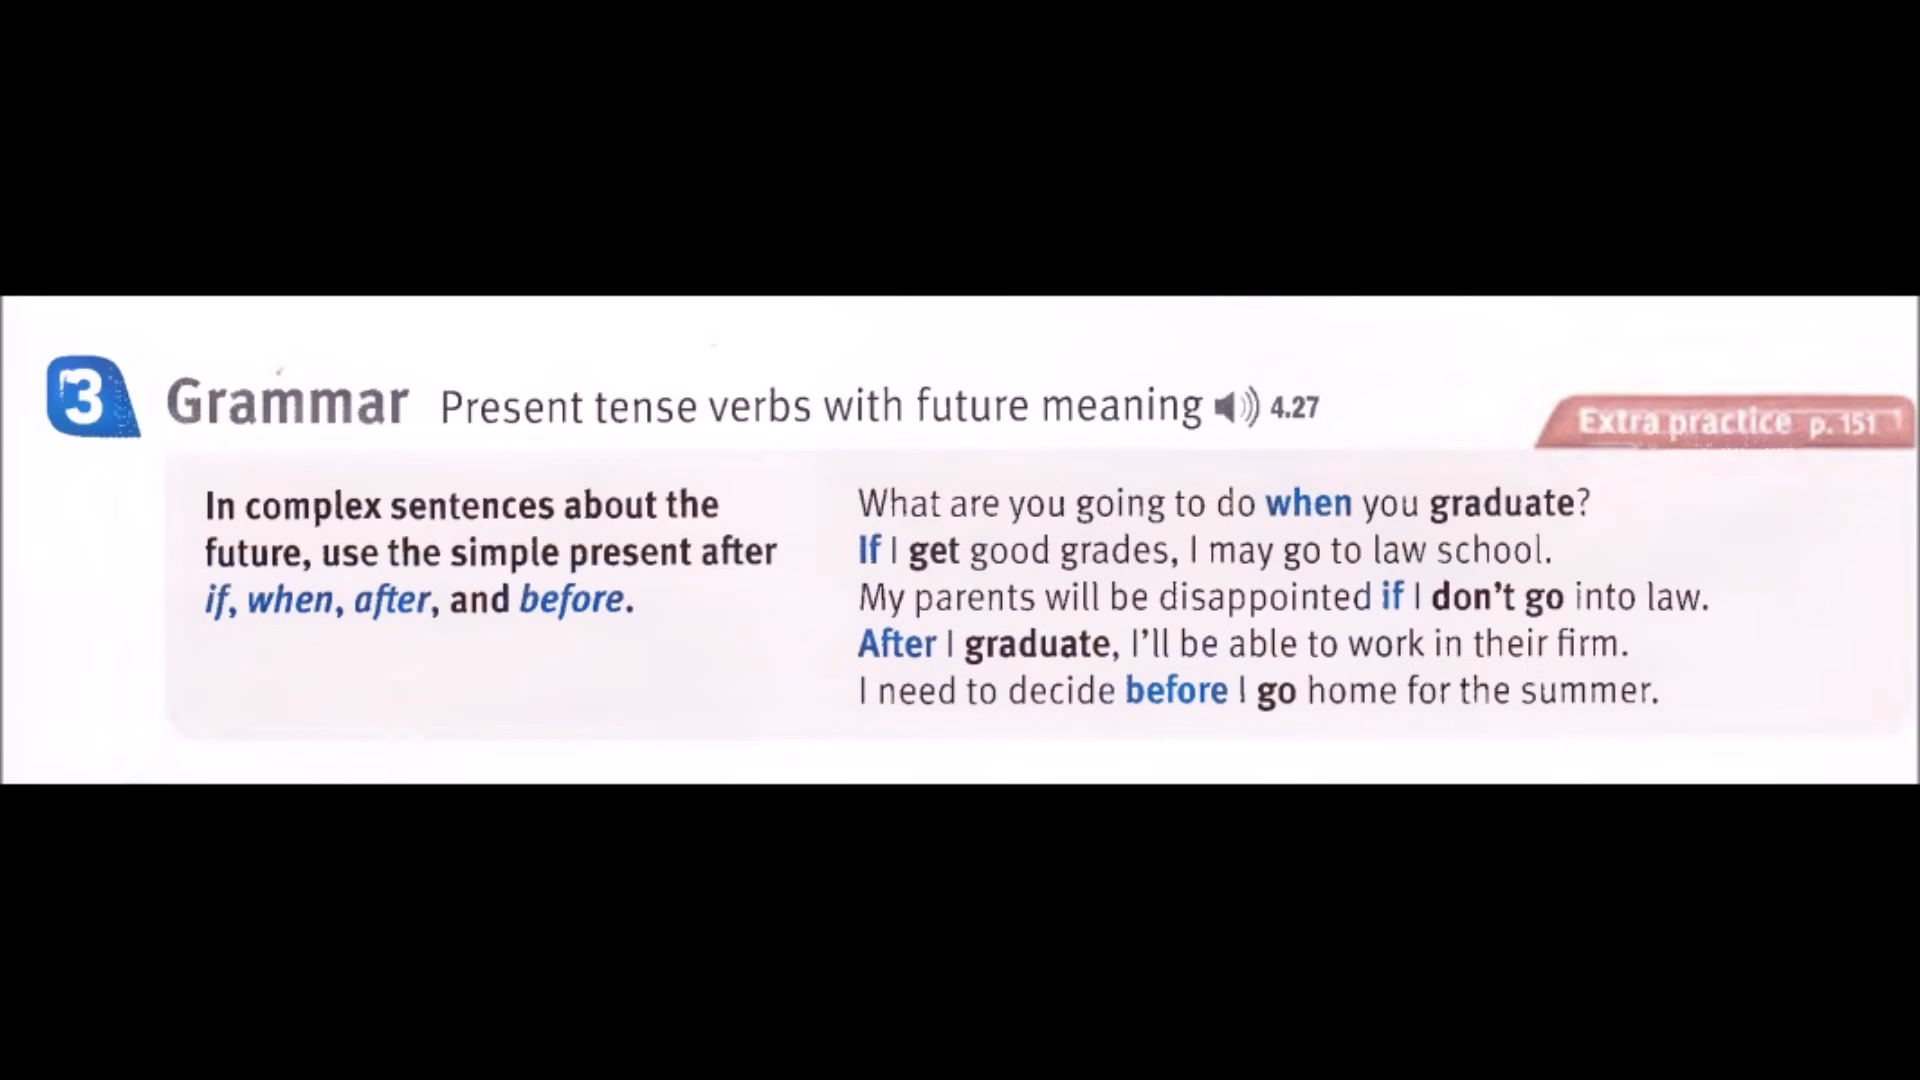 3 Grammar Present tense verbs with future meaning 4.27
Extra practice p. 151
In complex sentences about the
future, use the simple present after
if, when, after, and before.
What are you going to do when you graduate?
If I get good grades, I may go to law school.
My parents will be disappointed if I don't go into law.
After I graduate, I'll be able to work in their firm.
I need to decide before I go home for the summer.